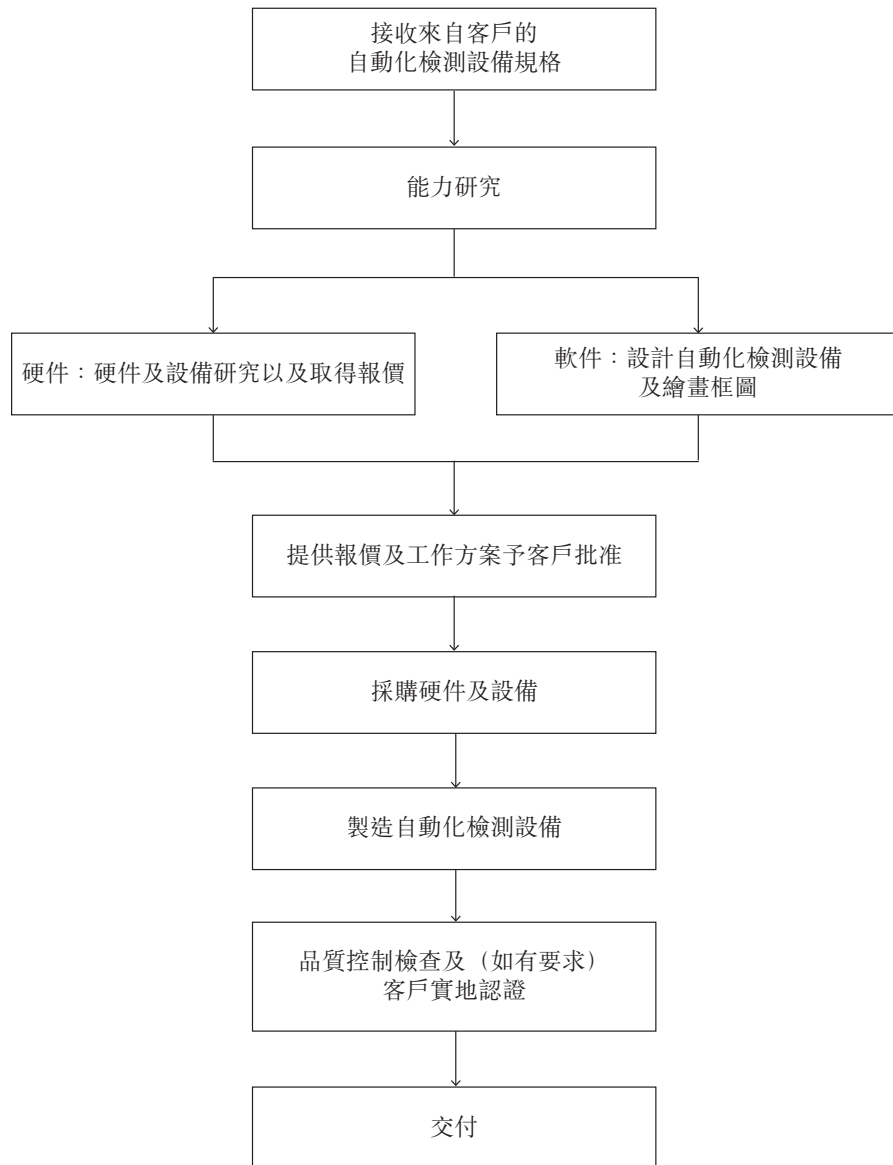 接收來自客戶的
自動化檢測設備規格
能力研究
硬件：硬件及設備研究以及取得報價
軟件：設計自動化檢測設備
及繪畫框圖
提供報價及工作方案予客戶批准
採購硬件及設備
製造自動化檢測設備
品質控制檢查及（如有要求）
客戶實地認證
交付